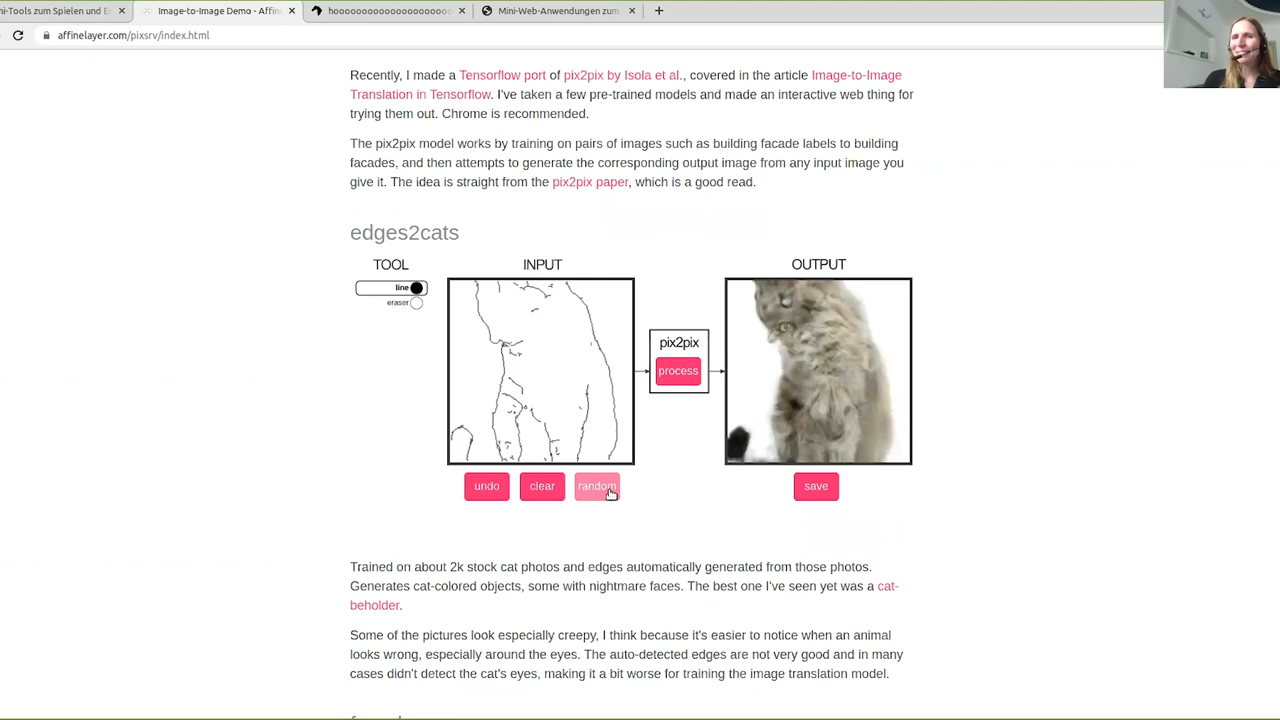 ni-Tools zum Spielen und E
Image-to-Image Demo - Affin
hooooooooooooooooooo
Mini-Web-Anwendungen zum
affinelayer.com/pixsrv/index.html
Recently, I made a Tensorflow port of pix2pix by Isola et al., covered in the article Image-to-Image
Translation in Tensorflow. I've taken a few pre-trained models and made an interactive web thing for
trying them out. Chrome is recommended.
The pix2pix model works by training on pairs of images such as building facade labels to building
facades, and then attempts to generate the corresponding output image from any input image you
give it. The idea is straight from the pix2pix paper, which is a good read.
edges2cats
TOOL
INPUT
OUTPUT
line
eraser
pix2pix
process
undo
clear
random
save
Trained on about 2k stock cat photos and edges automatically generated from those photos.
Generates cat-colored objects, some with nightmare faces. The best one I've seen yet was a cat-
beholder.
Some of the pictures look especially creepy, I think because it's easier to notice when an animal
looks wrong, especially around the eyes. The auto-detected edges are not very good and in many
cases didn't detect the cat's eyes, making it a bit worse for training the image translation model.